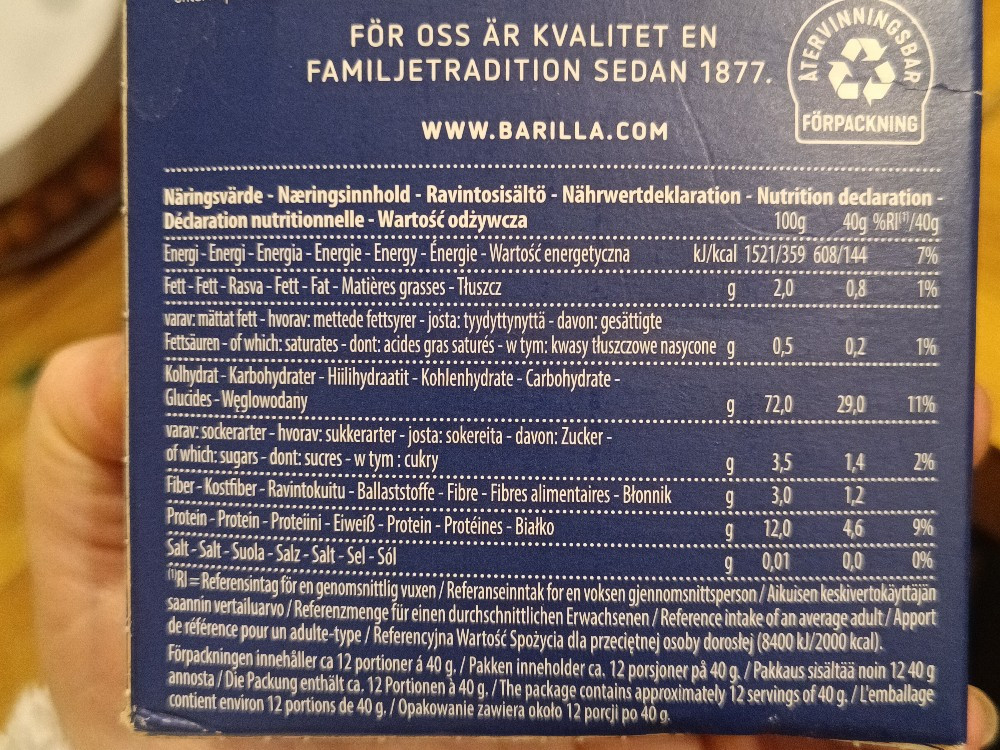 FÖR OSS ÄR KVALITET EN
FAMILJETRADITION SEDAN 1877.
WWW.BARILLA.COM
ÅTERVINNINGSBAR
FÖRPACKNING
Näringsvärde - Næringsinnhold - Ravintosisältö - Nährwertdeklaration - Nutrition declaration -
Déclaration nutritionnelle - Wartość odżywcza 100g 40g %RI(1)/40g
Energi - Energi - Energia - Energie - Energy - Énergie - Wartość energetyczna kJ/kcal 1521/359 608/144 7%
Fett - Fett - Rasva - Fett - Fat - Matières grasses - Tłuszcz g 2,0 0,8 1%
varav: mättat fett - hvorav: mettede fettsyrer - josta: tyydyttynyttä - davon: gesättigte
Fettsäuren - of which: saturates - dont: acides gras saturés - w tym: kwasy tłuszczowe nasycone g 0,5 0,2 1%
Kolhydrat - Karbohydrater - Hiilihydraatit - Kohlenhydrate - Carbohydrate -
Glucides - Węglowodany g 72,0 29,0 11%
varav: sockerarter - hvorav: sukkerarter - josta: sokereita - davon: Zucker -
of which: sugars - dont: sucres - w tym : cukry g 3,5 1,4 2%
Fiber - Kostfiber - Ravintokuitu - Ballaststoffe - Fibre - Fibres alimentaires - Błonnik g 3,0 1,2
Protein - Protein - Proteiini - Eiweiß - Protein - Protéines - Białko g 12,0 4,6 9%
Salt - Salt - Suola - Salz - Salt - Sel - Sól g 0,01 0,0 0%
(1)RI = Referensintag för en genomsnittlig vuxen / Referanseinntak for en voksen gjennomsnittsperson / Aikuisen keskivertokäyttäjän
saannin vertailuarvo / Referenzmenge für einen durchschnittlichen Erwachsenen / Reference intake of an average adult / Apport
de référence pour un adulte-type / Referencyjna Wartość Spożycia dla przeciętnej osoby dorosłej (8400 kJ/2000 kcal).
Förpackningen innehåller ca 12 portioner á 40 g. / Pakken inneholder ca. 12 porsjoner på 40 g. / Pakkaus sisältää noin 12 40 g
annosta / Die Packung enthält ca. 12 Portionen à 40 g. / The package contains approximately 12 servings of 40 g. / L'emballage
contient environ 12 portions de 40 g. / Opakowanie zawiera około 12 porcji po 40 g.